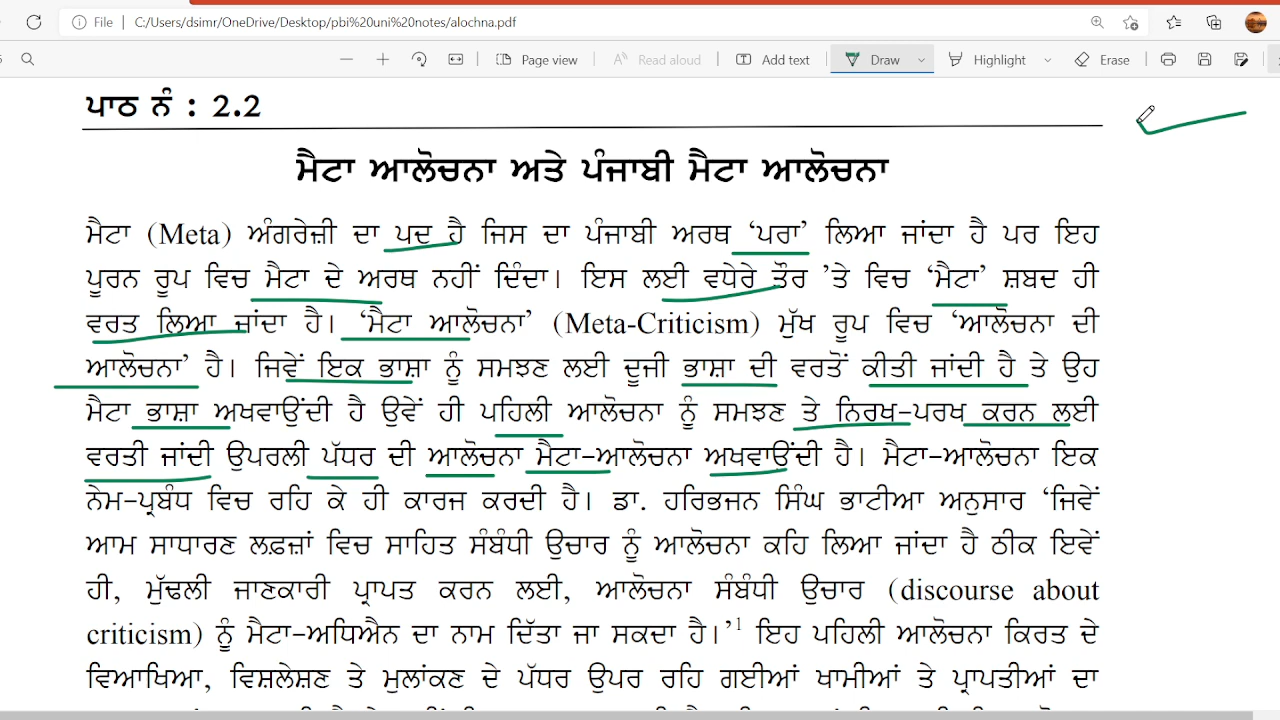 File C:/Users/dsimr/OneDrive/Desktop/pbi%20uni%20notes/alochna.pdf
Page view Read aloud Add text Draw Highlight Erase
ਪਾਠ ਨੰ : 2.2
ਮੈਟਾ ਆਲੋਚਨਾ ਅਤੇ ਪੰਜਾਬੀ ਮੈਟਾ ਆਲੋਚਨਾ
ਮੈਟਾ (Meta) ਅੰਗਰੇਜ਼ੀ ਦਾ ਪਦ ਹੈ ਜਿਸ ਦਾ ਪੰਜਾਬੀ ਅਰਥ ‘ਪਰਾ’ ਲਿਆ ਜਾਂਦਾ ਹੈ ਪਰ ਇਹ
ਪੂਰਨ ਰੂਪ ਵਿਚ ਮੈਟਾ ਦੇ ਅਰਥ ਨਹੀਂ ਦਿੰਦਾ। ਇਸ ਲਈ ਵਧੇਰੇ ਤੌਰ ’ਤੇ ਵਿਚ ‘ਮੈਟਾ’ ਸ਼ਬਦ ਹੀ
ਵਰਤ ਲਿਆ ਜਾਂਦਾ ਹੈ। ‘ਮੈਟਾ ਆਲੋਚਨਾ’ (Meta-Criticism) ਮੁੱਖ ਰੂਪ ਵਿਚ ‘ਆਲੋਚਨਾ ਦੀ
ਆਲੋਚਨਾ’ ਹੈ। ਜਿਵੇਂ ਇਕ ਭਾਸ਼ਾ ਨੂੰ ਸਮਝਣ ਲਈ ਦੂਜੀ ਭਾਸ਼ਾ ਦੀ ਵਰਤੋਂ ਕੀਤੀ ਜਾਂਦੀ ਹੈ ਤੇ ਉਹ
ਮੈਟਾ ਭਾਸ਼ਾ ਅਖਵਾਉਂਦੀ ਹੈ ਉਵੇਂ ਹੀ ਪਹਿਲੀ ਆਲੋਚਨਾ ਨੂੰ ਸਮਝਣ ਤੇ ਨਿਰਖ-ਪਰਖ ਕਰਨ ਲਈ
ਵਰਤੀ ਜਾਂਦੀ ਉਪਰਲੀ ਪੱਧਰ ਦੀ ਆਲੋਚਨਾ ਮੈਟਾ-ਆਲੋਚਨਾ ਅਖਵਾਉਂਦੀ ਹੈ। ਮੈਟਾ-ਆਲੋਚਨਾ ਇਕ
ਨੇਮ-ਪ੍ਰਬੰਧ ਵਿਚ ਰਹਿ ਕੇ ਹੀ ਕਾਰਜ ਕਰਦੀ ਹੈ। ਡਾ. ਹਰਿਭਜਨ ਸਿੰਘ ਭਾਟੀਆ ਅਨੁਸਾਰ ‘ਜਿਵੇਂ
ਆਮ ਸਾਧਾਰਣ ਲਫ਼ਜ਼ਾਂ ਵਿਚ ਸਾਹਿਤ ਸੰਬੰਧੀ ਉਚਾਰ ਨੂੰ ਆਲੋਚਨਾ ਕਹਿ ਲਿਆ ਜਾਂਦਾ ਹੈ ਠੀਕ ਇਵੇਂ
ਹੀ, ਮੁੱਢਲੀ ਜਾਣਕਾਰੀ ਪ੍ਰਾਪਤ ਕਰਨ ਲਈ, ਆਲੋਚਨਾ ਸੰਬੰਧੀ ਉਚਾਰ (discourse about
criticism) ਨੂੰ ਮੈਟਾ-ਅਧਿਐਨ ਦਾ ਨਾਮ ਦਿੱਤਾ ਜਾ ਸਕਦਾ ਹੈ।’¹ ਇਹ ਪਹਿਲੀ ਆਲੋਚਨਾ ਕਿਰਤ ਦੇ
ਵਿਆਖਿਆ, ਵਿਸ਼ਲੇਸ਼ਣ ਤੇ ਮੁਲਾਂਕਣ ਦੇ ਪੱਧਰ ਉਪਰ ਰਹਿ ਗਈਆਂ ਖਾਮੀਆਂ ਤੇ ਪ੍ਰਾਪਤੀਆਂ ਦਾ